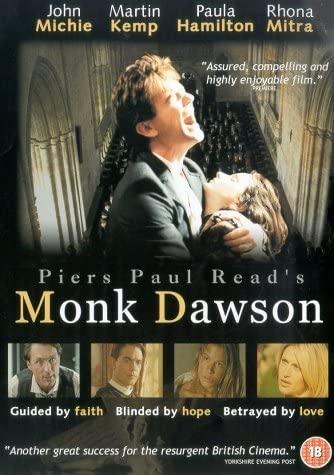 John Martin Paula Rhona
Michie Kemp Hamilton Mitra
"Assured, compelling and
highly enjoyable film."
PREMIERE
Piers Paul Read's
Monk Dawson
Guided by faith Blinded by hope Betrayed by love
"Another great success for the resurgent British Cinema."
YORKSHIRE EVENING POST
18